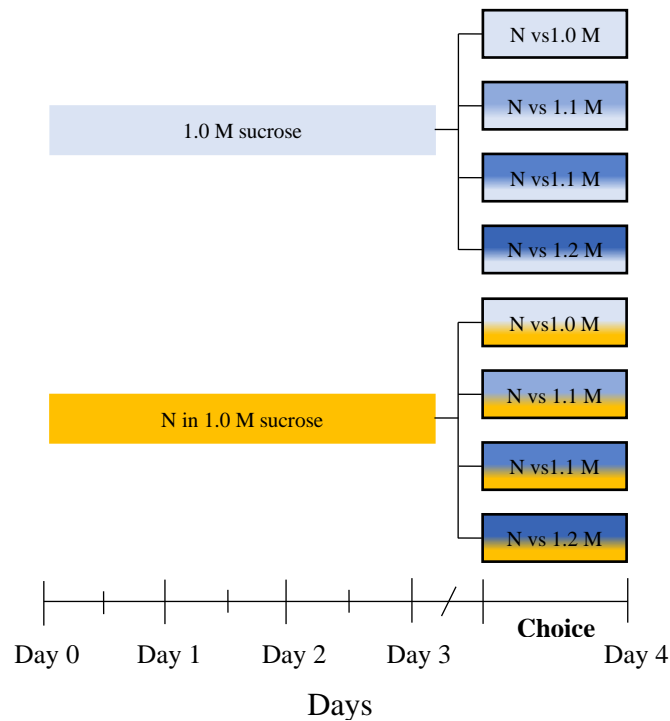 N vs1.0 M
N vs 1.1 M
1.0 M sucrose
N vs1.1 M
N vs 1.2 M
N vs1.0 M
N vs 1.1 M
N in 1.0 M sucrose
N vs1.1 M
N vs 1.2 M
Choice
Day 0 Day 1 Day 2 Day 3 Day 4
Days